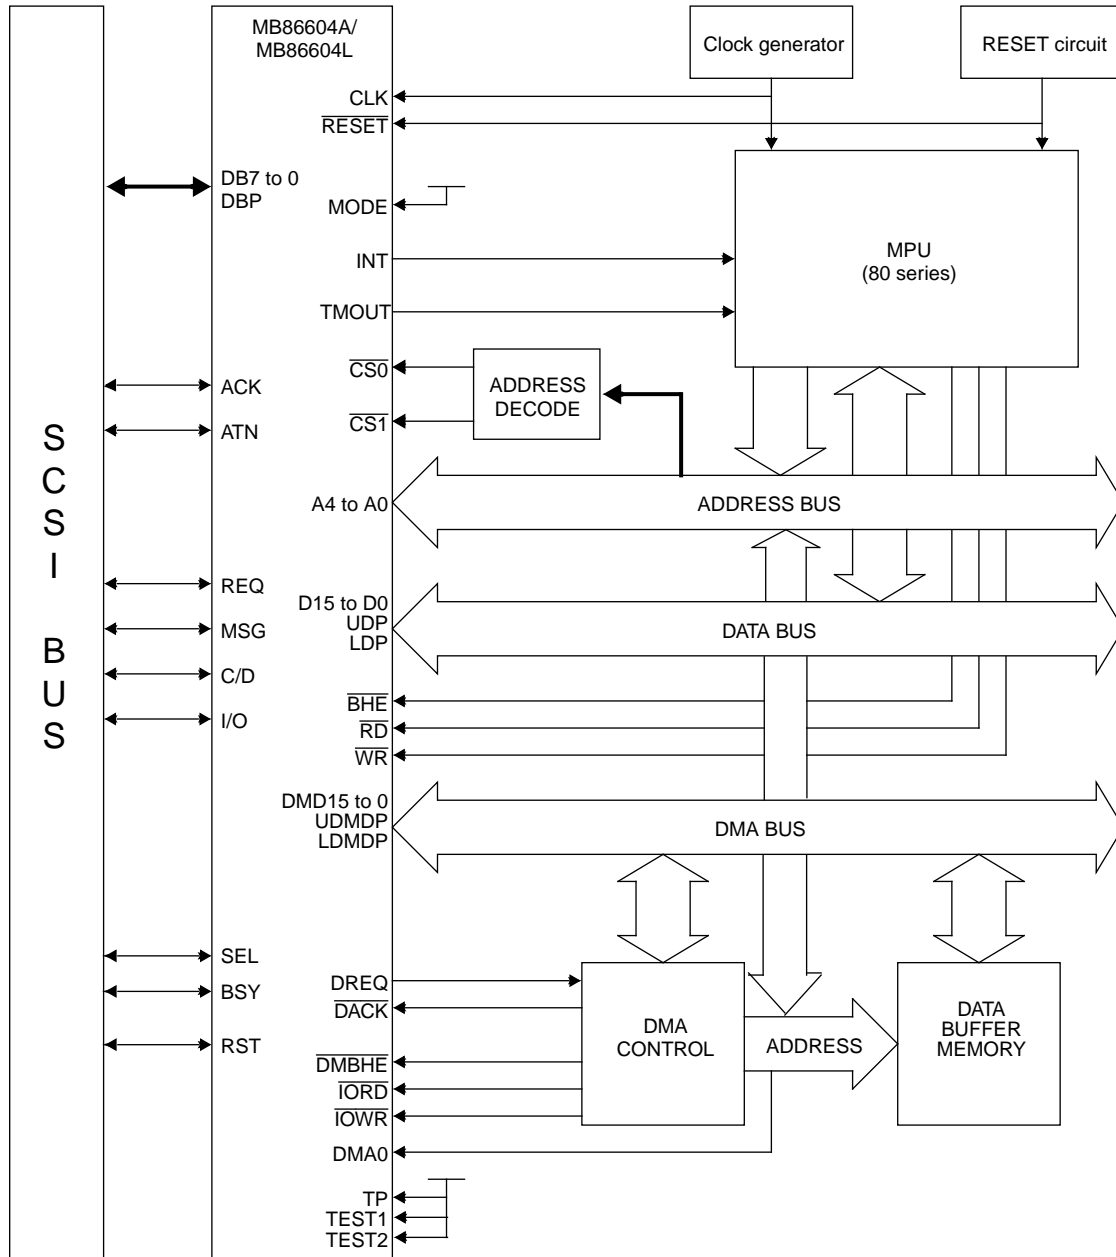 MB86604A/
MB86604L
Clock generator
RESET circuit
CLK
RESET
DB7 to 0
DBP
MODE
MPU
(80 series)
INT
TMOUT
CS0
ADDRESS
DECODE
CS1
ACK
ATN
SCSI BUS
A4 to A0
ADDRESS BUS
REQ
D15 to D0
UDP
LDP
DATA BUS
MSG
C/D
I/O
BHE
RD
WR
DMD15 to 0
UDMDP
LDMDP
DMA BUS
SEL
BSY
RST
DREQ
DACK
DMA
CONTROL
ADDRESS
DATA
BUFFER
MEMORY
DMBHE
IORD
IOWR
DMA0
TP
TEST1
TEST2